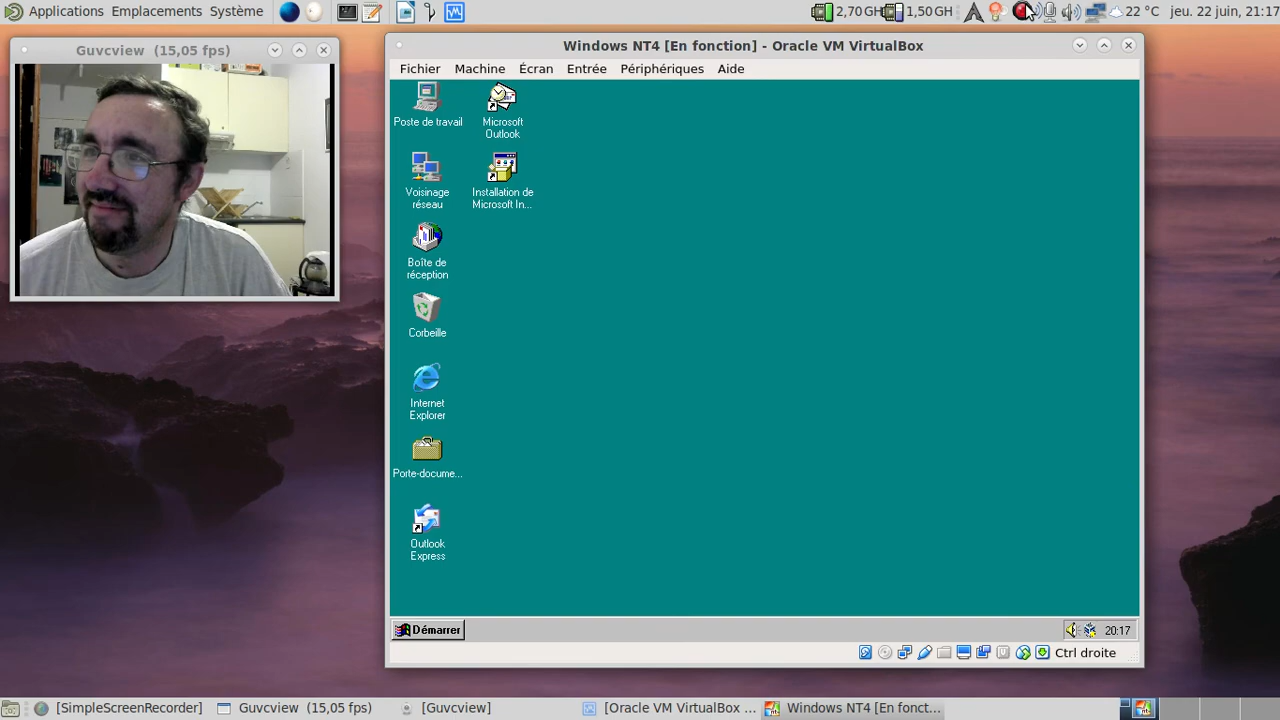 Applications Emplacements Système
2,70 GH 1,50 GH 22 °C jeu. 22 juin, 21:17
Guvcview (15,05 fps)
Windows NT4 [En fonction] - Oracle VM VirtualBox
Fichier Machine Écran Entrée Périphériques Aide
Poste de travail
Microsoft
Outlook
Voisinage
réseau
Installation de
Microsoft In...
Boîte de
réception
Corbeille
Internet
Explorer
Porte-docume...
Outlook
Express
Démarrer
20:17
Ctrl droite
[SimpleScreenRecorder] Guvcview (15,05 fps) [Guvcview] [Oracle VM VirtualBox ... Windows NT4 [En fonct...